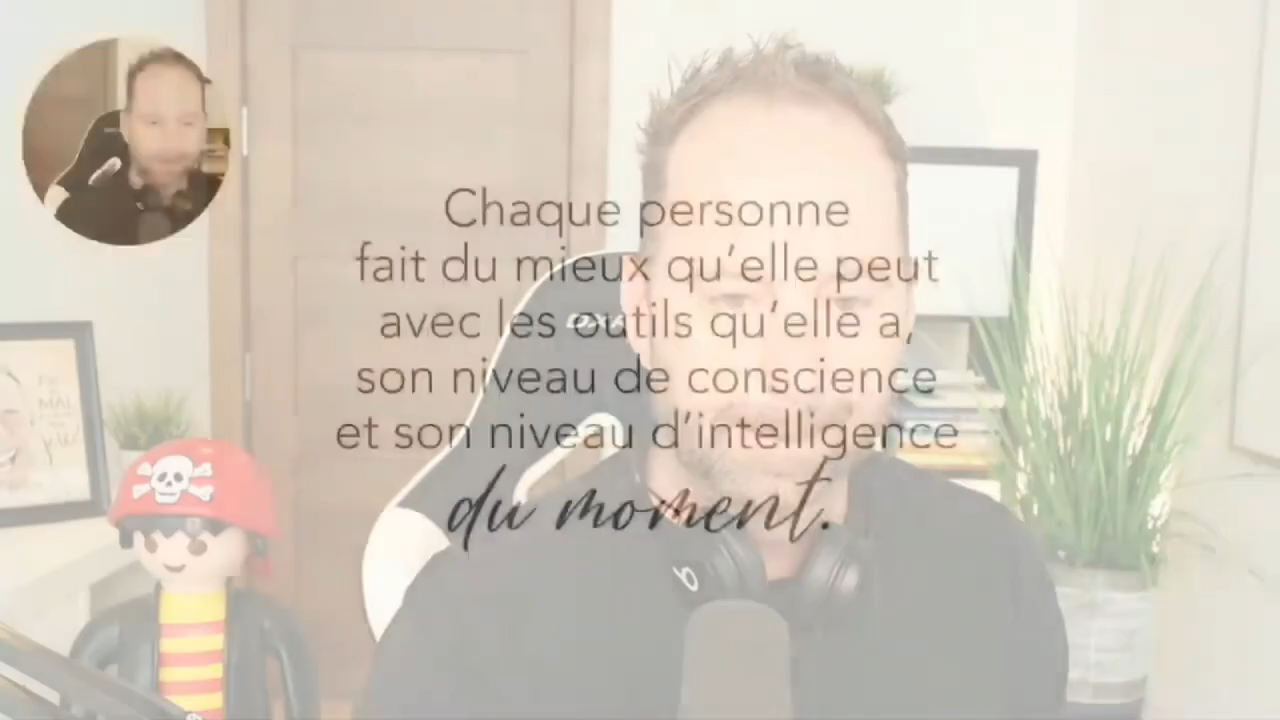 Chaque personne
fait du mieux qu’elle peut
avec les outils qu’elle a,
son niveau de conscience
et son niveau d’intelligence
du moment.
MAL